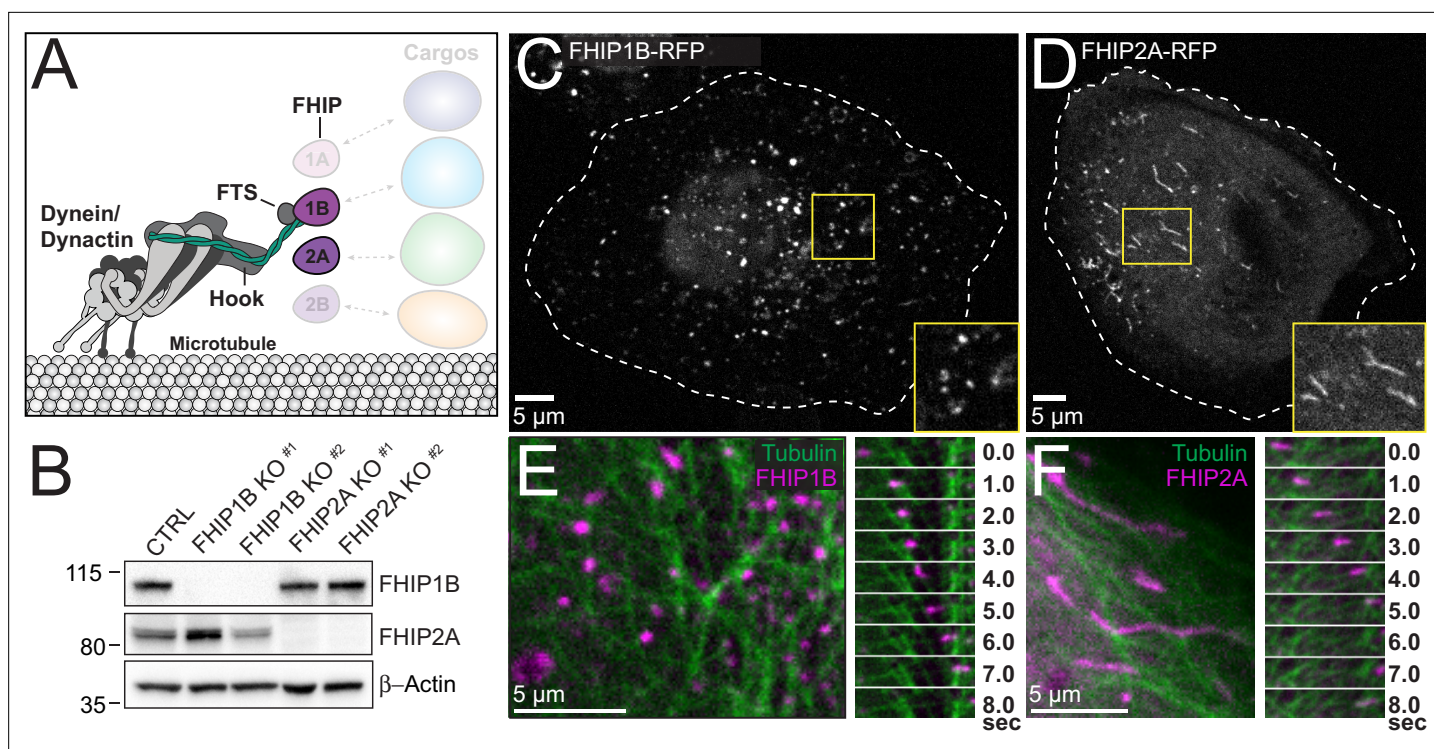 A
Cargos
FHIP
1A
FTS
1B
Dynein/
Dynactin
2A
Hook
2B
Microtubule
B
CTRL
FHIP1B KO #1
FHIP1B KO #2
FHIP2A KO #1
FHIP2A KO #2
115
FHIP1B
80
FHIP2A
35
β–Actin
C
FHIP1B-RFP
5 µm
D
FHIP2A-RFP
5 µm
E
Tubulin
FHIP1B
5 µm
0.0
1.0
2.0
3.0
4.0
5.0
6.0
7.0
8.0
sec
F
Tubulin
FHIP2A
5 µm
0.0
1.0
2.0
3.0
4.0
5.0
6.0
7.0
8.0
sec